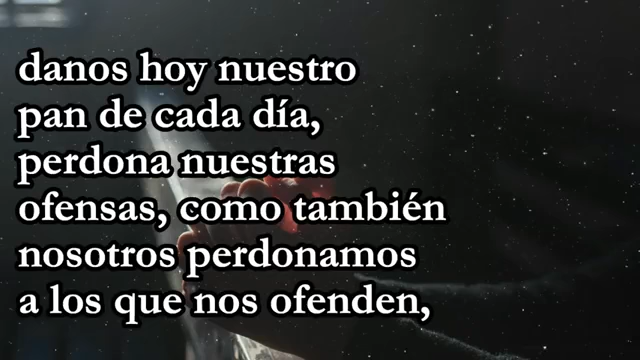 danos hoy nuestro
pan de cada día,
perdona nuestras
ofensas, como también
nosotros perdonamos
a los que nos ofenden,